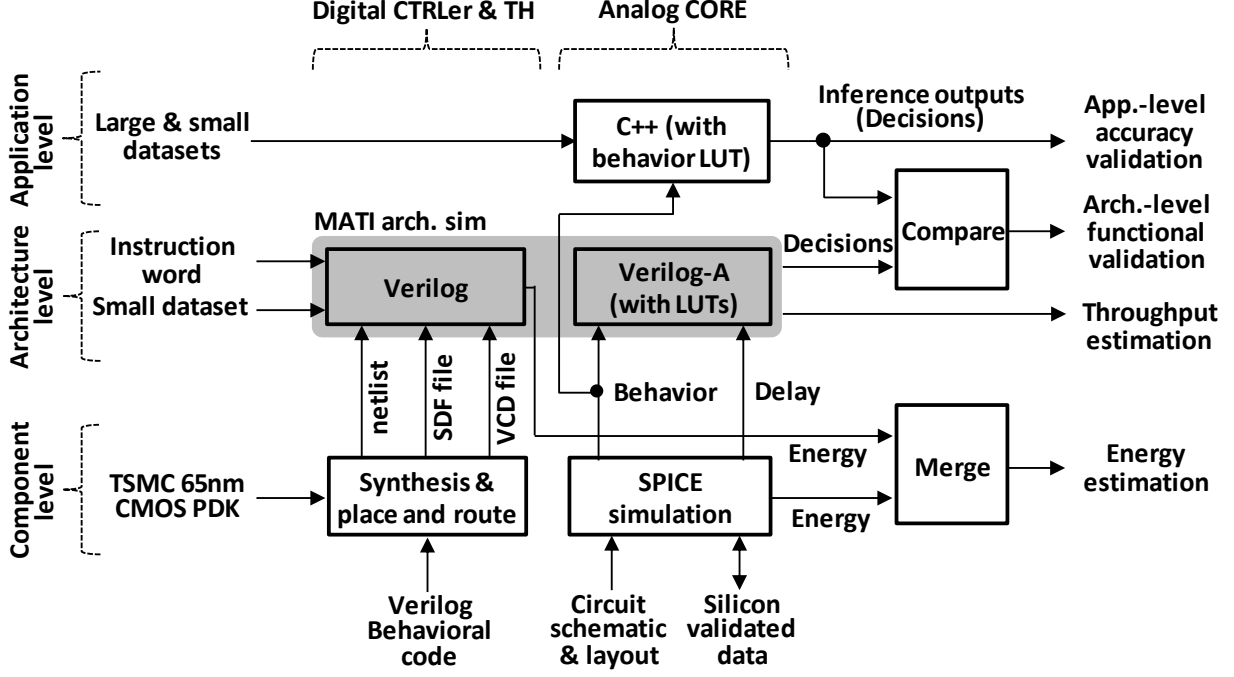 Digital CTRLer & TH
Analog CORE
Application
level
Large & small
datasets
C++ (with
behavior LUT)
Inference outputs
(Decisions)
App.-level
accuracy
validation
Architecture
level
MATI arch. sim
Instruction
word
Small dataset
Verilog
Verilog-A
(with LUTs)
Decisions
Compare
Arch.-level
functional
validation
Throughput
estimation
netlist
SDF file
VCD file
Behavior
Delay
Component
level
TSMC 65nm
CMOS PDK
Synthesis &
place and route
SPICE
simulation
Energy
Energy
Merge
Energy
estimation
Verilog
Behavioral
code
Circuit
schematic
& layout
Silicon
validated
data